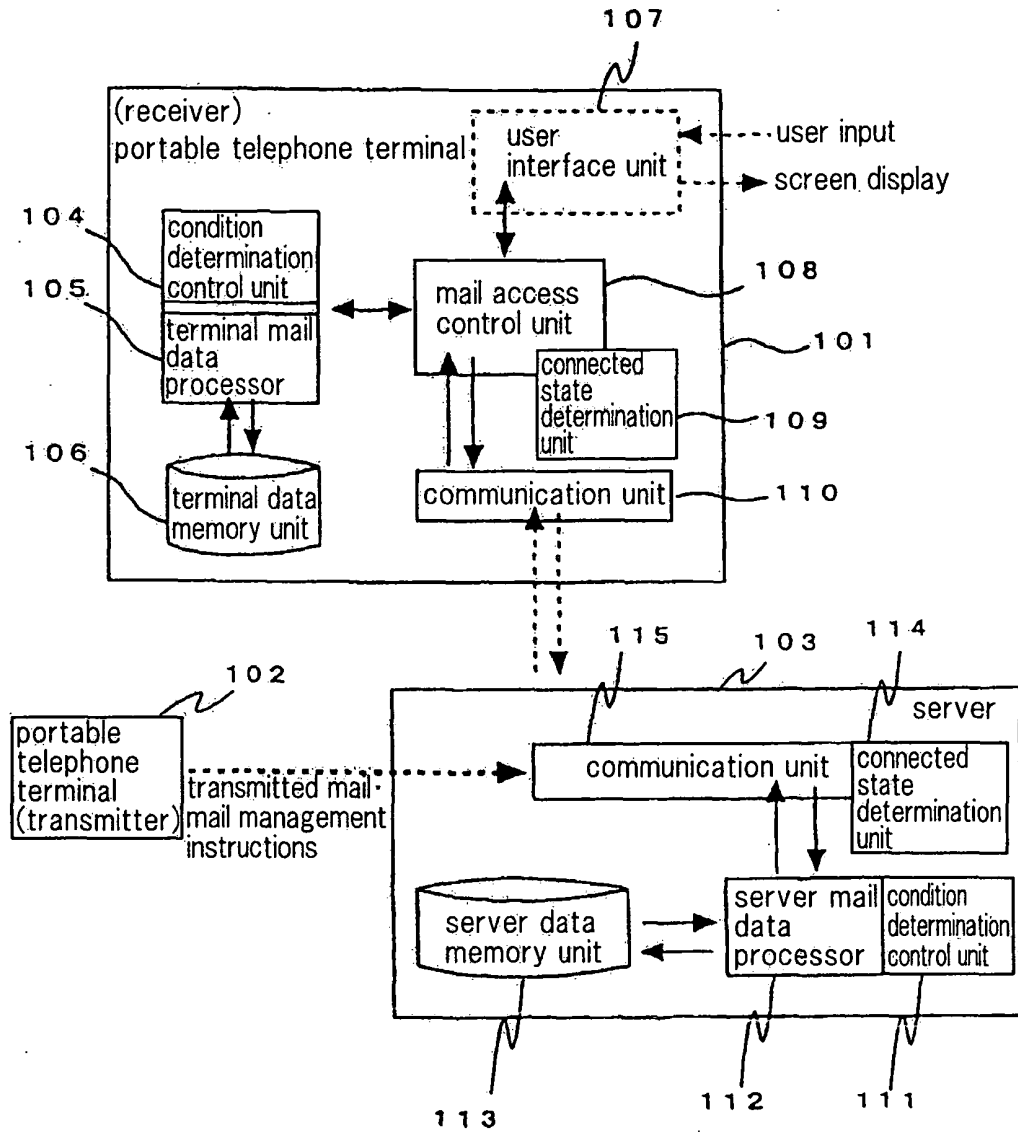 107
(receiver)
portable telephone terminal
user
interface unit
user input
screen display
104
condition
determination
control unit
105
terminal mail
data
processor
106
terminal data
memory unit
mail access
control unit
108
101
connected
state
determination
unit
109
communication unit
110
115
103
114
102
server
portable
telephone
terminal
(transmitter)
transmitted mail·
mail management
instructions
communication unit
connected
state
determination
unit
server data
memory unit
server mail
data
processor
condition
determination
control unit
113
112
111